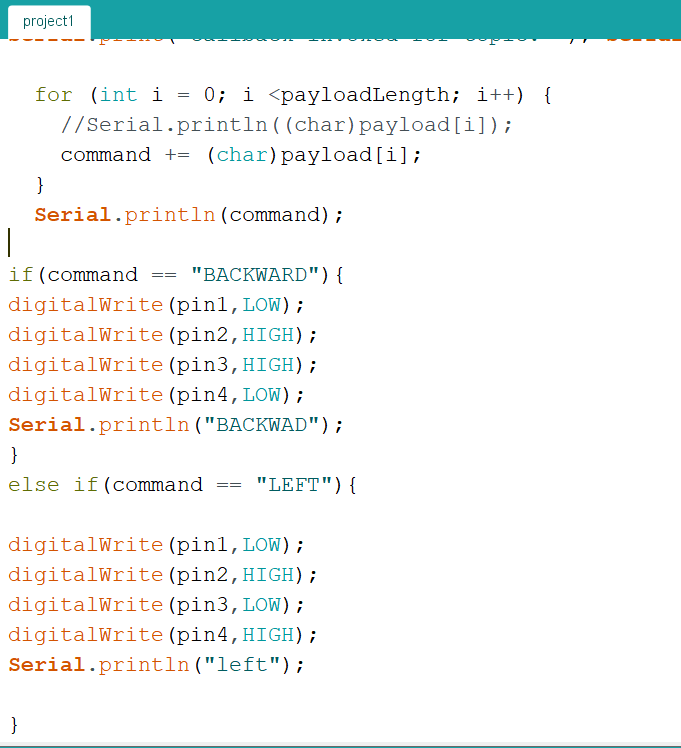 project1
for (int i = 0; i <payloadLength; i++) {
//Serial.println((char)payload[i]);
command += (char)payload[i];
}
Serial.println(command);
if(command == "BACKWARD"){
digitalWrite(pin1,LOW);
digitalWrite(pin2,HIGH);
digitalWrite(pin3,HIGH);
digitalWrite(pin4,LOW);
Serial.println("BACKWAD");
}
else if(command == "LEFT"){
digitalWrite(pin1,LOW);
digitalWrite(pin2,HIGH);
digitalWrite(pin3,LOW);
digitalWrite(pin4,HIGH);
Serial.println("left");
}